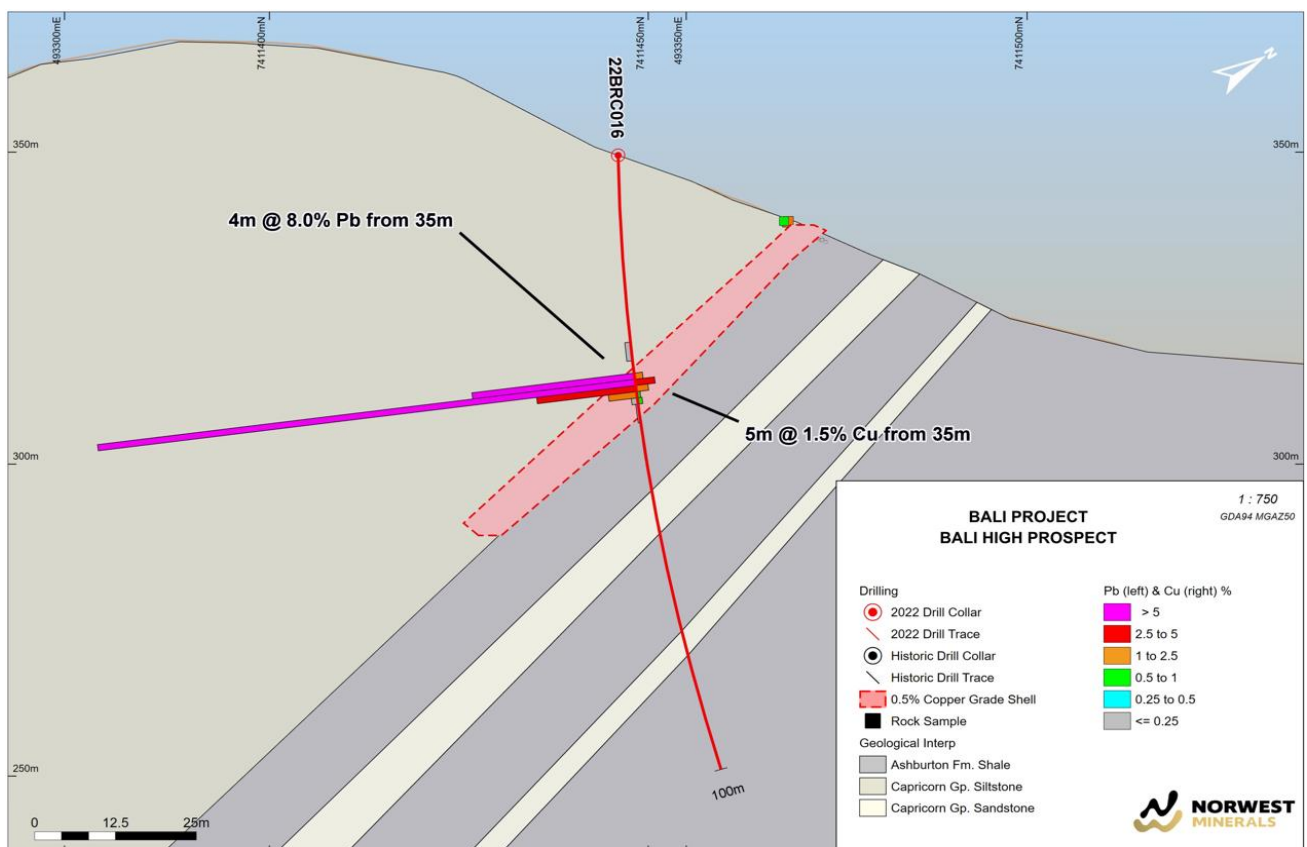 493300mE
7411400mN
7411450mN
493350mE
7411500mN
N
22BRC016
350m
350m
4m @ 8.0% Pb from 35m
5m @ 1.5% Cu from 35m
300m
300m
250m
100m
0 12.5 25m
1 : 750
GDA94 MGAZ50
BALI PROJECT
BALI HIGH PROSPECT
Drilling
2022 Drill Collar
2022 Drill Trace
Historic Drill Collar
Historic Drill Trace
0.5% Copper Grade Shell
Rock Sample
Geological Interp
Ashburton Fm. Shale
Capricorn Gp. Siltstone
Capricorn Gp. Sandstone
Pb (left) & Cu (right) %
> 5
2.5 to 5
1 to 2.5
0.5 to 1
0.25 to 0.5
<= 0.25
NORWEST
MINERALS